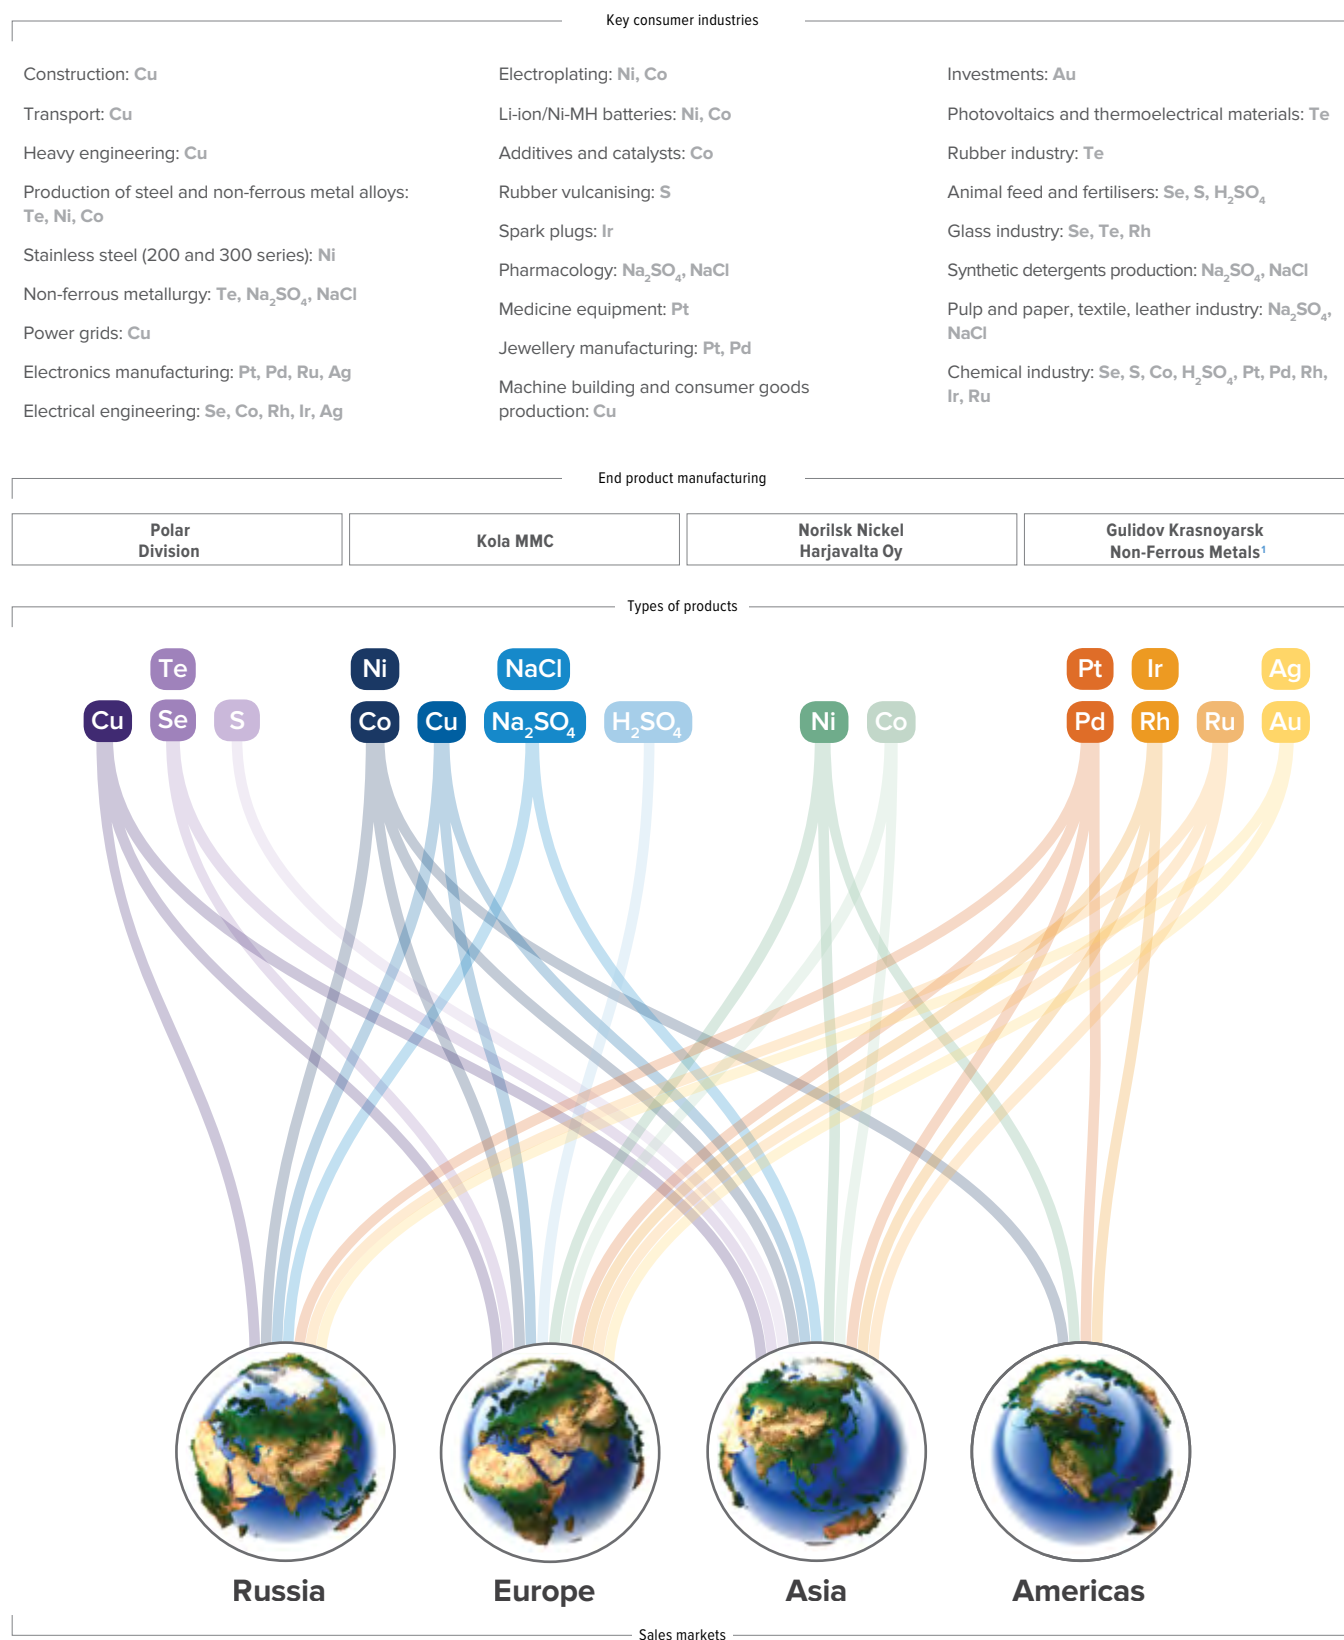 Key consumer industries
Construction: Cu
Transport: Cu
Heavy engineering: Cu
Production of steel and non-ferrous metal alloys:
Te, Ni, Co
Stainless steel (200 and 300 series): Ni
Non-ferrous metallurgy: Te, Na₂SO₄, NaCl
Power grids: Cu
Electronics manufacturing: Pt, Pd, Ru, Ag
Electrical engineering: Se, Co, Rh, Ir, Ag
Electroplating: Ni, Co
Li-ion/Ni-MH batteries: Ni, Co
Additives and catalysts: Co
Rubber vulcanising: S
Spark plugs: Ir
Pharmacology: Na₂SO₄, NaCl
Medicine equipment: Pt
Jewellery manufacturing: Pt, Pd
Machine building and consumer goods
production: Cu
Investments: Au
Photovoltaics and thermoelectrical materials: Te
Rubber industry: Te
Animal feed and fertilisers: Se, S, H₂SO₄
Glass industry: Se, Te, Rh
Synthetic detergents production: Na₂SO₄, NaCl
Pulp and paper, textile, leather industry: Na₂SO₄,
NaCl
Chemical industry: Se, S, Co, H₂SO₄, Pt, Pd, Rh,
Ir, Ru
End product manufacturing
Polar
Division
Kola MMC
Norilsk Nickel
Harjavalta Oy
Gulidov Krasnoyarsk
Non-Ferrous Metals¹
Types of products
Te Ni NaCl Pt Ir Ag
Cu Se S Co Cu Na₂SO₄ H₂SO₄ Ni Co Pd Rh Ru Au
Russia Europe Asia Americas
Sales markets